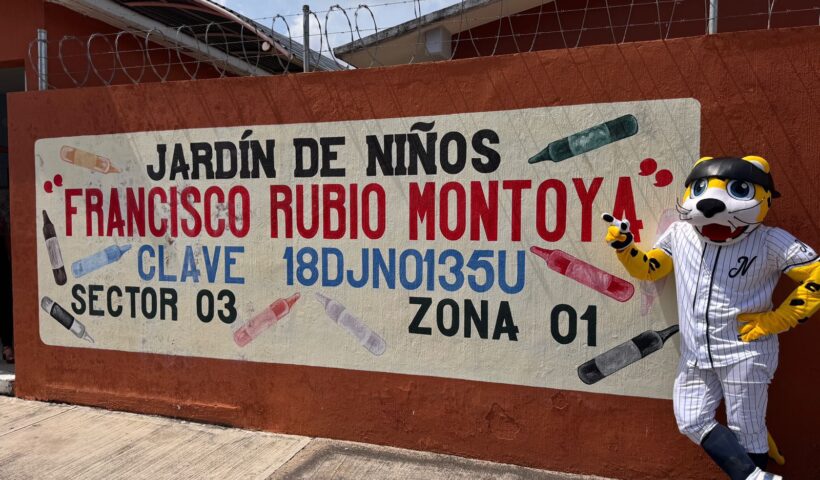 JARDÍN DE NIÑOS
"FRANCISCO RUBIO MONTOYA"
CLAVE 18DJN0135U
SECTOR 03 ZONA 01
N